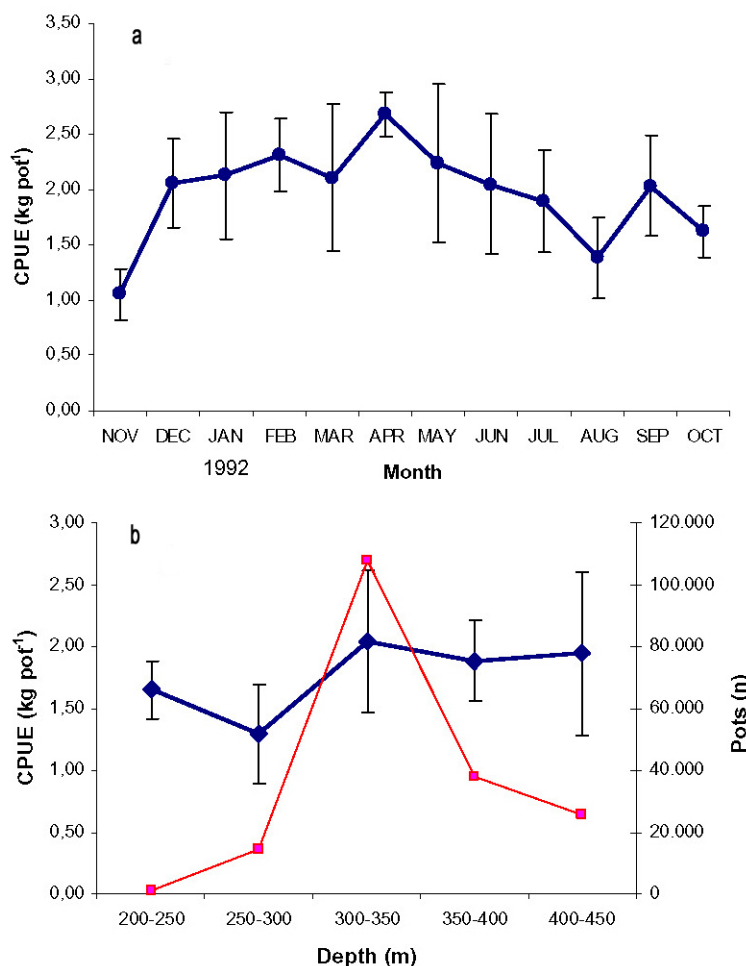 a
3,50
3,00
2,50
2,00
1,50
1,00
0,50
0,00
CPUE (kg pot¹)
NOV DEC JAN FEB MAR APR MAY JUN JUL AUG SEP OCT
1992
Month
b
3,00
2,50
2,00
1,50
1,00
0,50
0,00
CPUE (kg pot⁻¹)
120.000
100.000
80.000
60.000
40.000
20.000
0
Pots (n)
200-250 250-300 300-350 350-400 400-450
Depth (m)